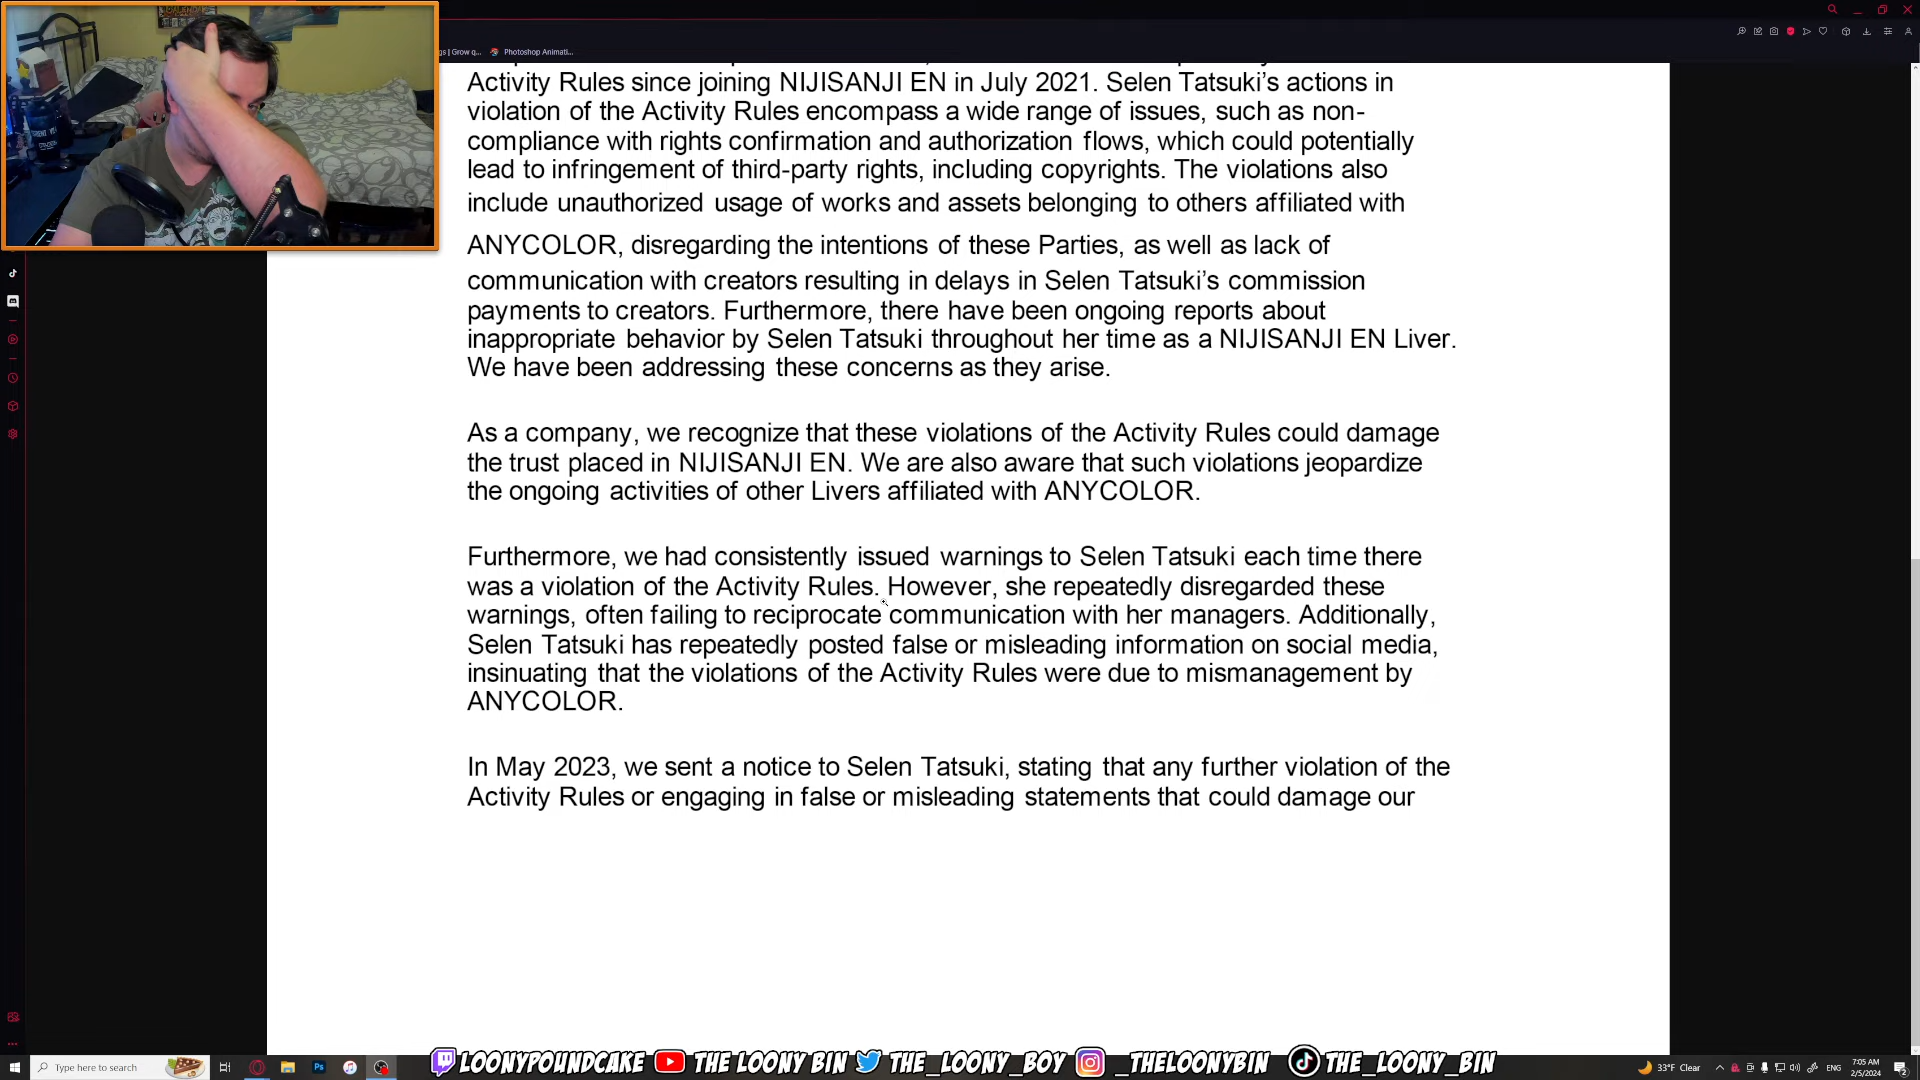 gs | Grow q...
Photoshop Animati...
Activity Rules since joining NIJISANJI EN in July 2021. Selen Tatsuki’s actions in
violation of the Activity Rules encompass a wide range of issues, such as non-
compliance with rights confirmation and authorization flows, which could potentially
lead to infringement of third-party rights, including copyrights. The violations also
include unauthorized usage of works and assets belonging to others affiliated with
ANYCOLOR, disregarding the intentions of these Parties, as well as lack of
communication with creators resulting in delays in Selen Tatsuki’s commission
payments to creators. Furthermore, there have been ongoing reports about
inappropriate behavior by Selen Tatsuki throughout her time as a NIJISANJI EN Liver.
We have been addressing these concerns as they arise.
As a company, we recognize that these violations of the Activity Rules could damage
the trust placed in NIJISANJI EN. We are also aware that such violations jeopardize
the ongoing activities of other Livers affiliated with ANYCOLOR.
Furthermore, we had consistently issued warnings to Selen Tatsuki each time there
was a violation of the Activity Rules. However, she repeatedly disregarded these
warnings, often failing to reciprocate communication with her managers. Additionally,
Selen Tatsuki has repeatedly posted false or misleading information on social media,
insinuating that the violations of the Activity Rules were due to mismanagement by
ANYCOLOR.
In May 2023, we sent a notice to Selen Tatsuki, stating that any further violation of the
Activity Rules or engaging in false or misleading statements that could damage our
LOONYPOUNDCAKE THE LOONY BIN THE_LOONY_BOY _THELOONYBIN THE_LOONY_BIN
Type here to search
33°F Clear
ENG
7:05 AM
2/5/2024